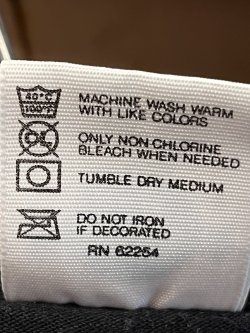 40°C
100°F
MACHINE WASH WARM
WITH LIKE COLORS
ONLY NON-CHLORINE
BLEACH WHEN NEEDED
TUMBLE DRY MEDIUM
DO NOT IRON
IF DECORATED
RN 62254